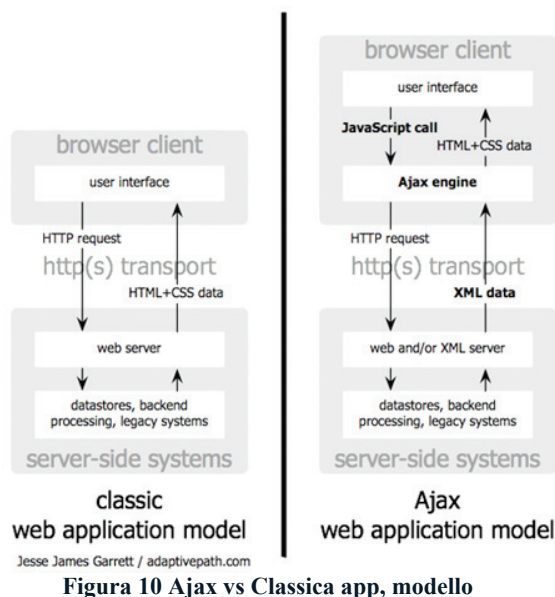 browser client
user interface
HTTP request
http(s) transport
HTML+CSS data
web server
datastores, backend
processing, legacy systems
server-side systems
classic
web application model
Jesse James Garrett / adaptivepath.com
browser client
user interface
JavaScript call
HTML+CSS data
Ajax engine
HTTP request
http(s) transport
XML data
web and/or XML server
datastores, backend
processing, legacy systems
server-side systems
Ajax
web application model
Figura 10 Ajax vs Classica app, modello